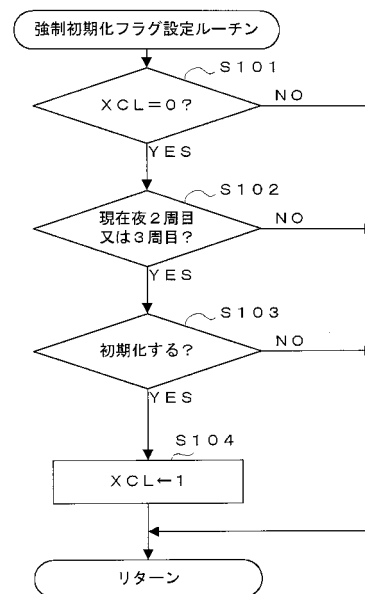 強制初期化フラグ設定ルーチン
S101
XCL=0?
NO
YES
S102
現在夜2周目
又は3周目?
NO
YES
S103
初期化する?
NO
YES
S104
XCL←1
リターン